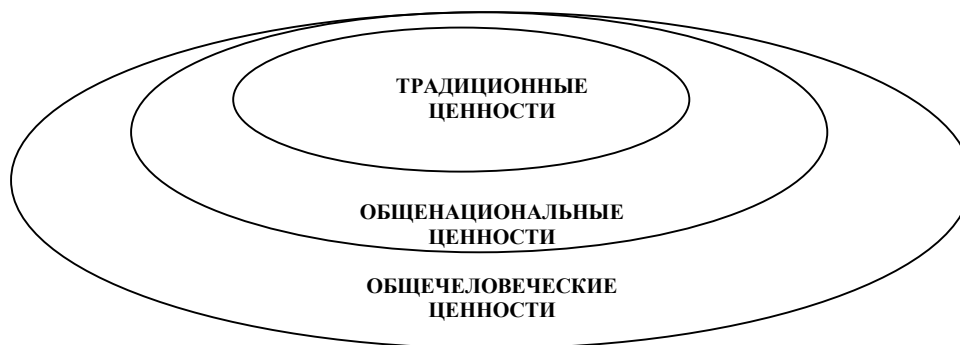 ТРАДИЦИОННЫЕ
ЦЕННОСТИ
ОБЩЕНАЦИОНАЛЬНЫЕ
ЦЕННОСТИ
ОБЩЕЧЕЛОВЕЧЕСКИЕ
ЦЕННОСТИ